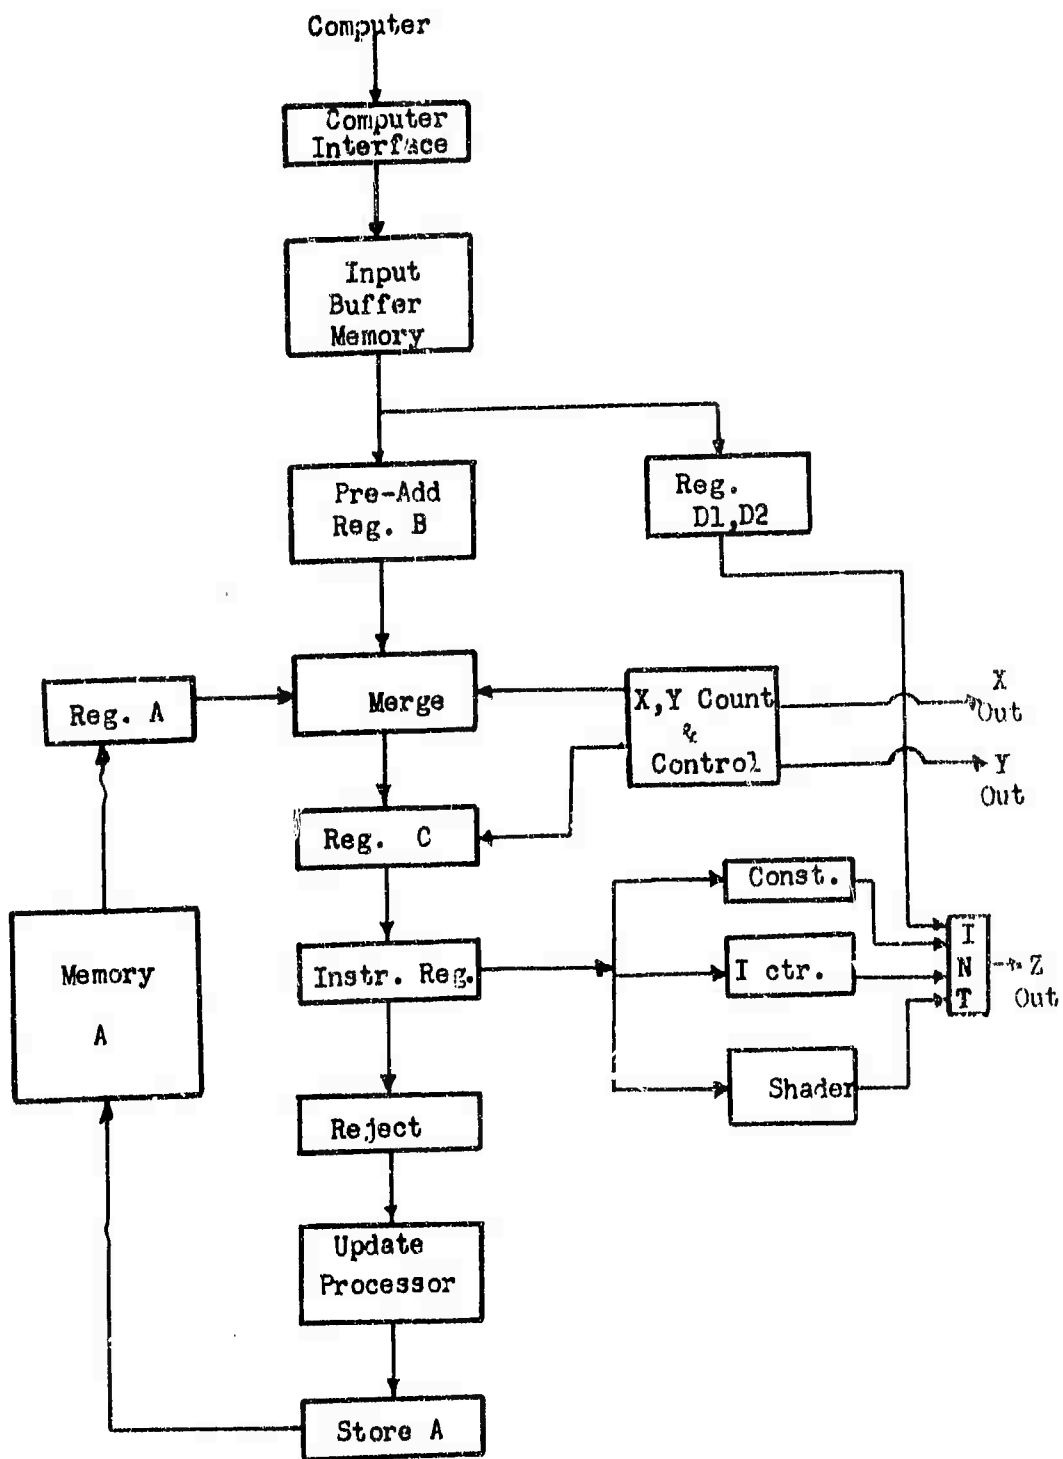 Computer
Computer
Interface
Input
Buffer
Memory
Pre-Add
Reg. B
Reg.
D1,D2
Reg. A
Merge
X,Y Count
&
Control
X
Out
Y
Out
Reg. C
Const.
Memory
A
Instr. Reg.
I ctr.
I
N
T
Z
Out
Shader
Reject
Update
Processor
Store A